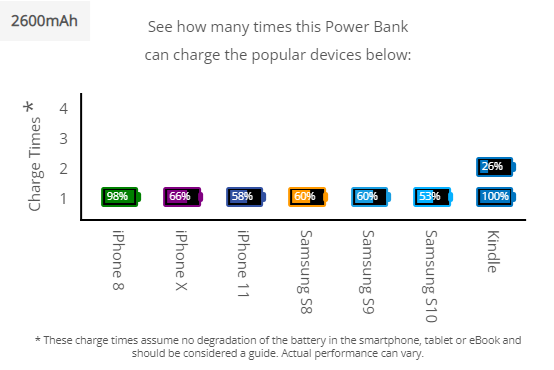 2600mAh
See how many times this Power Bank
can charge the popular devices below:
Charge Times *
4
3
2
1
26%
98%
66%
58%
60%
60%
53%
100%
iPhone 8
iPhone X
iPhone 11
Samsung S8
Samsung S9
Samsung S10
Kindle
* These charge times assume no degradation of the battery in the smartphone, tablet or eBook and
should be considered a guide. Actual performance can vary.